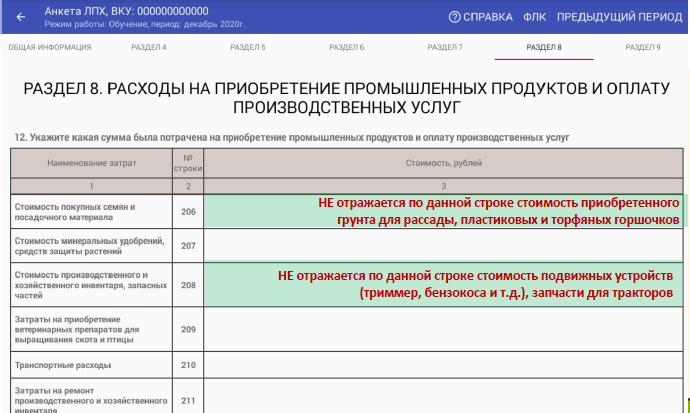 Анкета ЛПХ, ВКУ: 000000000000
Режим работы: Обучение, период: декабрь 2020г.
СПРАВКА ФЛК ПРЕДЫДУЩИЙ ПЕРИОД
ОБЩАЯ ИНФОРМАЦИЯ РАЗДЕЛ 4 РАЗДЕЛ 5 РАЗДЕЛ 6 РАЗДЕЛ 7 РАЗДЕЛ 8 РАЗДЕЛ 9
РАЗДЕЛ 8. РАСХОДЫ НА ПРИОБРЕТЕНИЕ ПРОМЫШЛЕННЫХ ПРОДУКТОВ И ОПЛАТУ
ПРОИЗВОДСТВЕННЫХ УСЛУГ
12. Укажите какая сумма была потрачена на приобретение промышленных продуктов и оплату производственных услуг
Наименование затрат
№
строки
Стоимость, рублей
1 2 3
Стоимость покупных семян и
посадочного материала
206
НЕ отражается по данной строке стоимость приобретенного
грунта для рассады, пластиковых и торфяных горшочков
Стоимость минеральных удобрений,
средств защиты растений
207
Стоимость производственного и
хозяйственного инвентаря, запасных
частей
208
НЕ отражается по данной строке стоимость подвижных устройств
(триммер, бензокоса и т.д.), запчасти для тракторов
Затраты на приобретение
ветеринарных препаратов для
выращивания скота и птицы
209
Транспортные расходы
210
Затраты на ремонт
производственного и хозяйственного
инвентаря
211